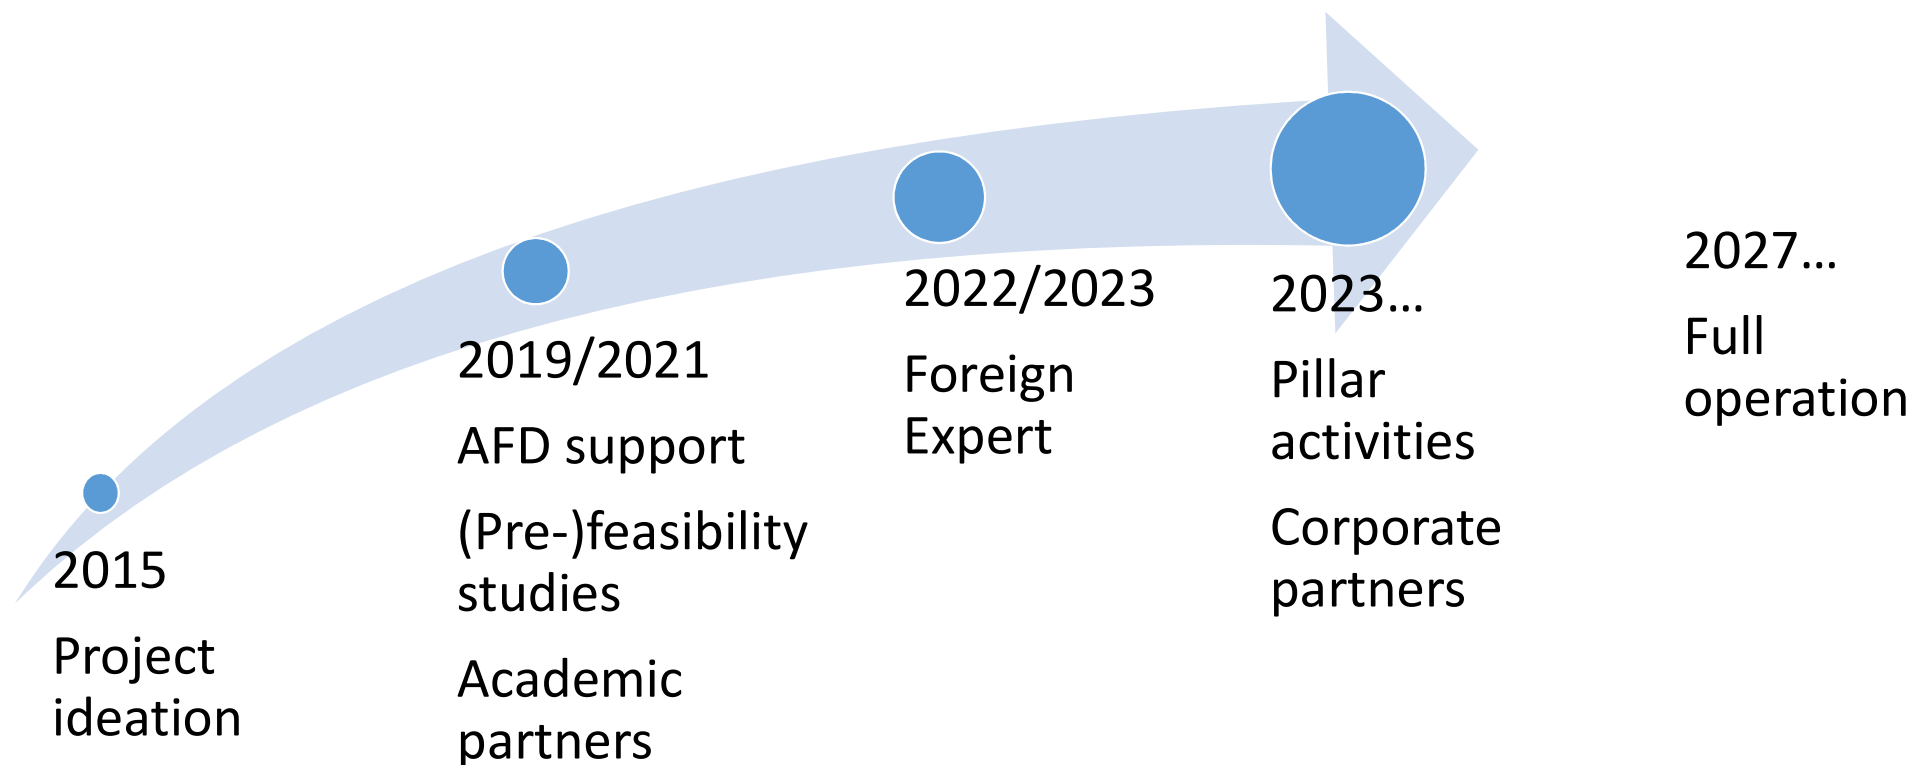 2015
Project
ideation
2019/2021
AFD support
(Pre-)feasibility
studies
Academic
partners
2022/2023
Foreign
Expert
2023...
Pillar
activities
Corporate
partners
2027...
Full
operation